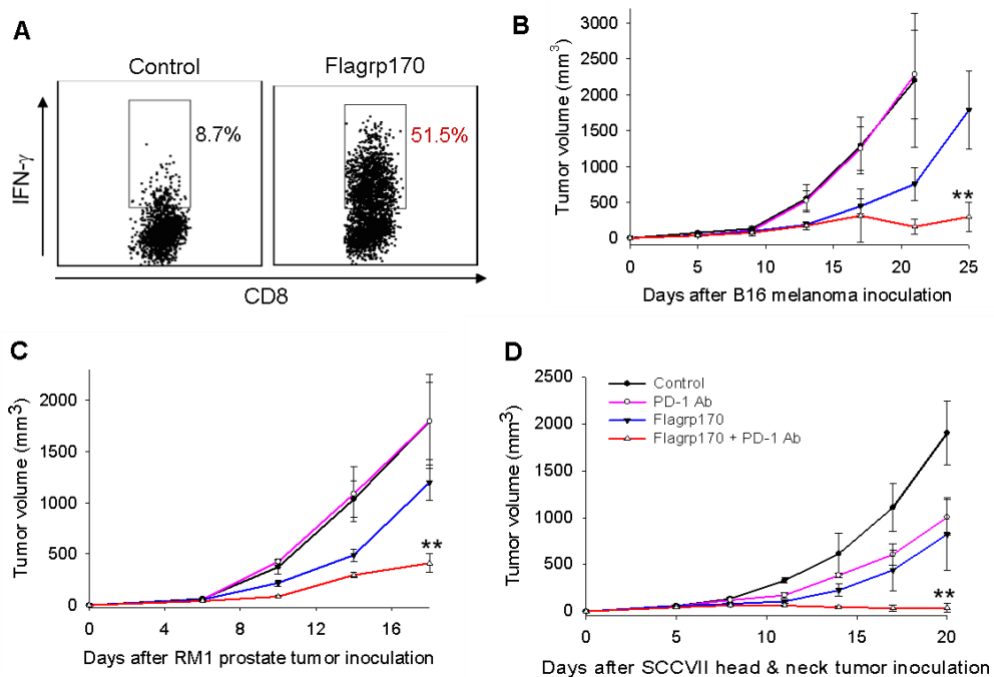 A
Control
Flagrp170
8.7%
51.5%
IFN-γ
CD8
B
Tumor volume (mm3)
3000
2500
2000
1500
1000
500
0
**
0 5 10 15 20 25
Days after B16 melanoma inoculation
C
Tumor volume (mm3)
2000
1500
1000
500
0
**
0 4 8 12 16
Days after RM1 prostate tumor inoculation
D
Tumor volume (mm3)
2500
2000
1500
1000
500
0
Control
PD-1 Ab
Flagrp170
Flagrp170 + PD-1 Ab
**
0 5 10 15 20
Days after SCCVII head & neck tumor inoculation